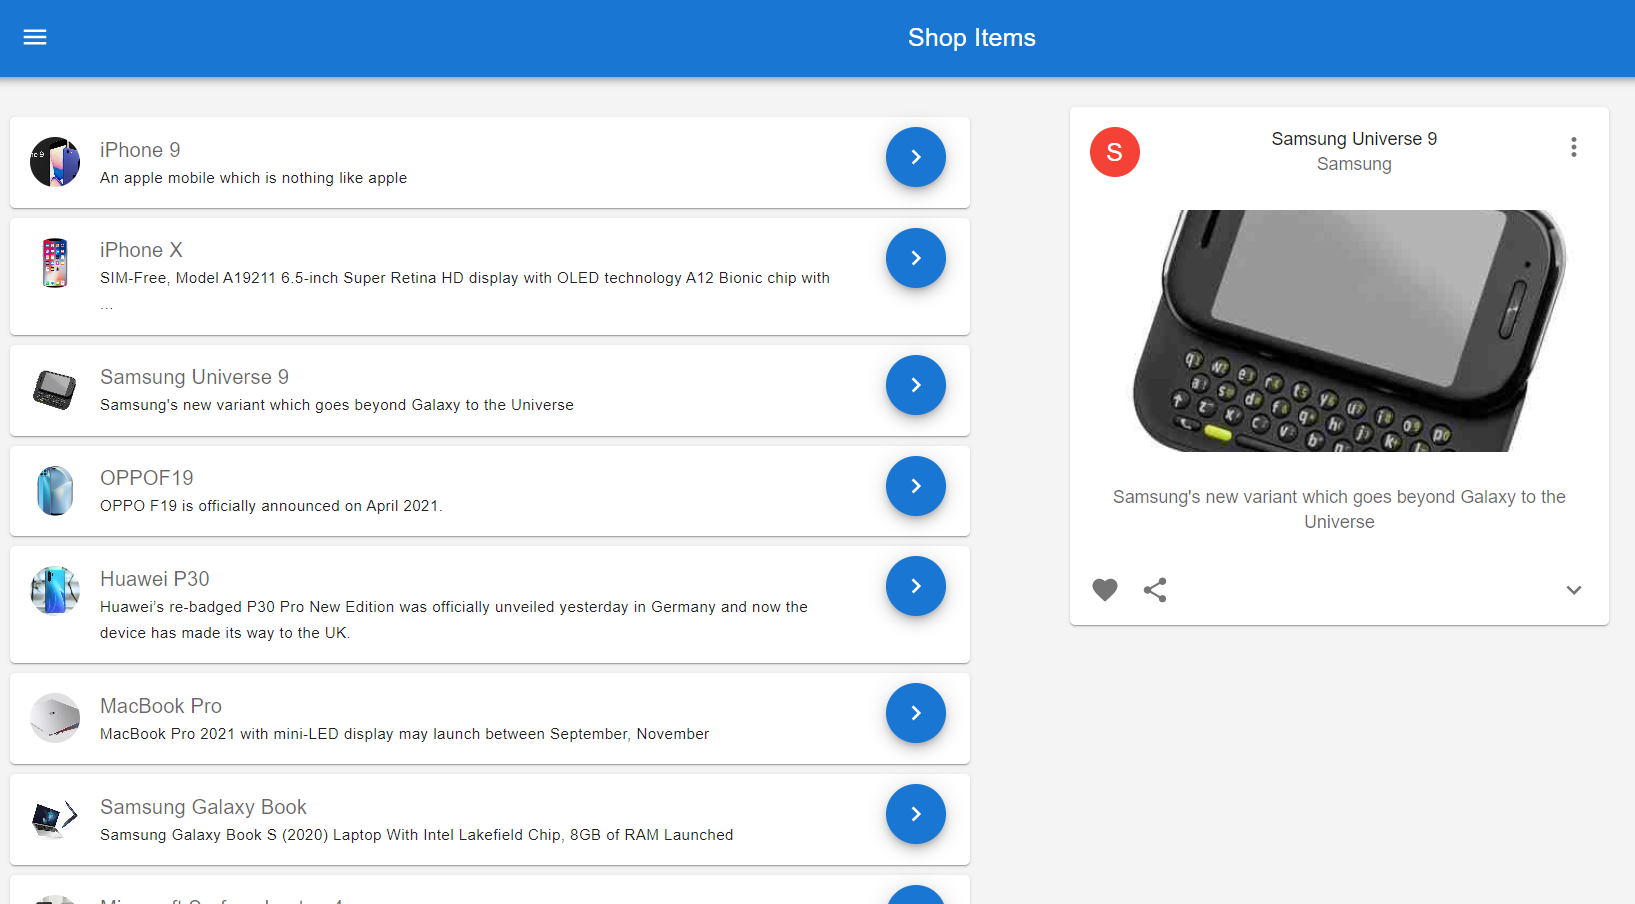 Shop Items
iPhone 9
An apple mobile which is nothing like apple
iPhone X
SIM-Free, Model A19211 6.5-inch Super Retina HD display with OLED technology A12 Bionic chip with
...
Samsung Universe 9
Samsung's new variant which goes beyond Galaxy to the Universe
OPPOF19
OPPO F19 is officially announced on April 2021.
Huawei P30
Huawei's re-badged P30 Pro New Edition was officially unveiled yesterday in Germany and now the
device has made its way to the UK.
MacBook Pro
MacBook Pro 2021 with mini-LED display may launch between September, November
Samsung Galaxy Book
Samsung Galaxy Book S (2020) Laptop With Intel Lakefield Chip, 8GB of RAM Launched
S
Samsung Universe 9
Samsung
Samsung's new variant which goes beyond Galaxy to the
Universe